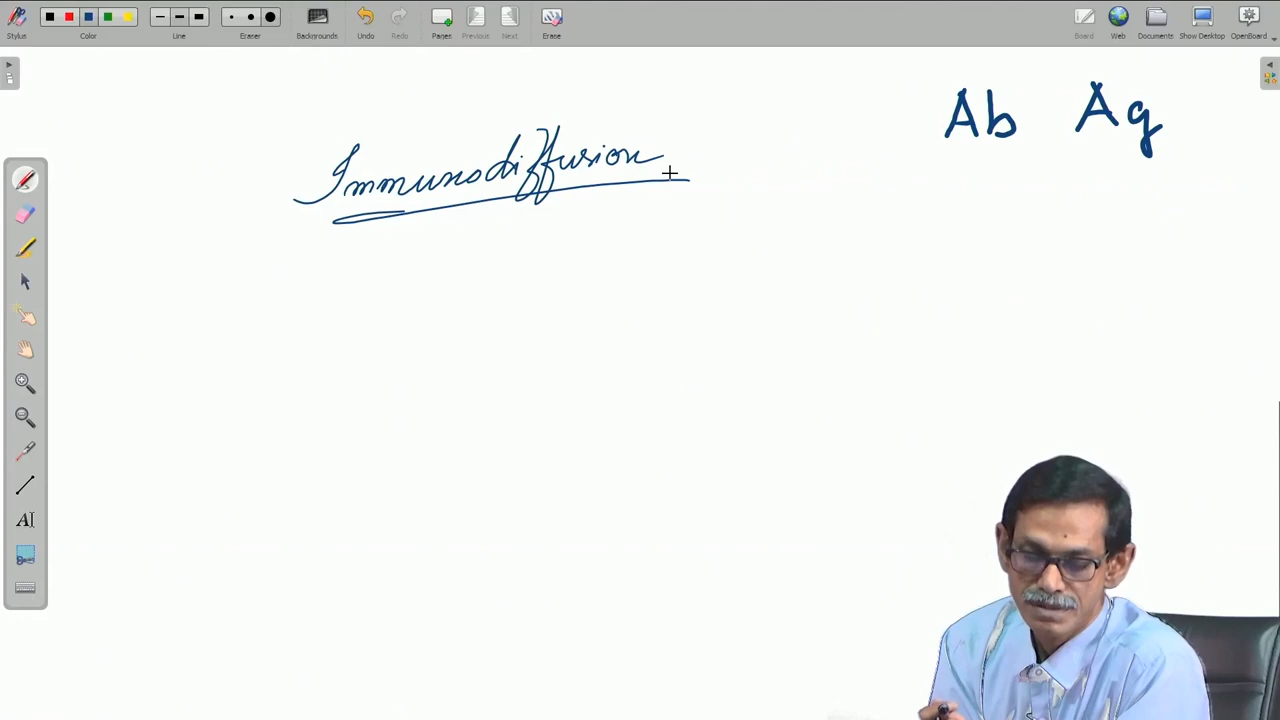 Stylus Color Line Eraser Backgrounds Undo Redo Pages Previous Next Erase Board Web Documents Show Desktop OpenBoard
Ab Ag
Immunodiffusion
AI